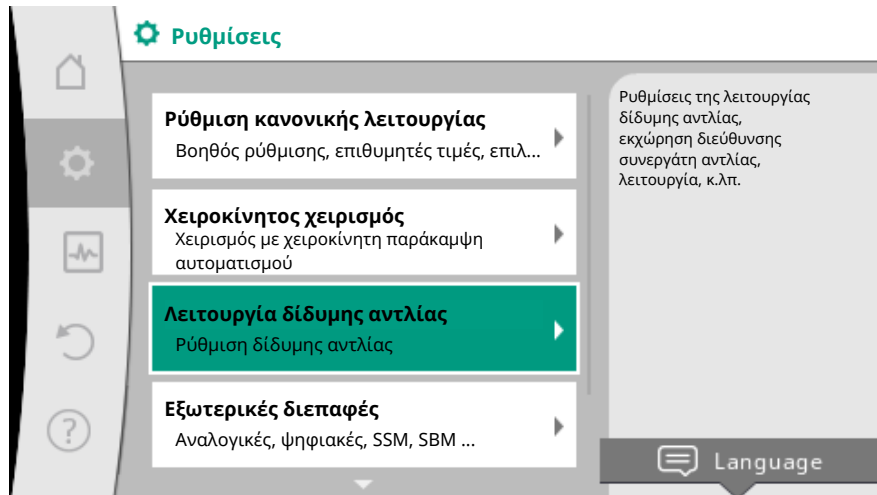 Ρυθμίσεις
Ρύθμιση κανονικής λειτουργίας
Βοηθός ρύθμισης, επιθυμητές τιμές, επιλ...
Χειροκίνητος χειρισμός
Χειρισμός με χειροκίνητη παράκαμψη
αυτοματισμού
Λειτουργία δίδυμης αντλίας
Ρύθμιση δίδυμης αντλίας
Εξωτερικές διεπαφές
Αναλογικές, ψηφιακές, SSM, SBM ...
Ρυθμίσεις της λειτουργίας
δίδυμης αντλίας,
εκχώρηση διεύθυνσης
συνεργάτη αντλίας,
λειτουργία, κ.λπ.
Language